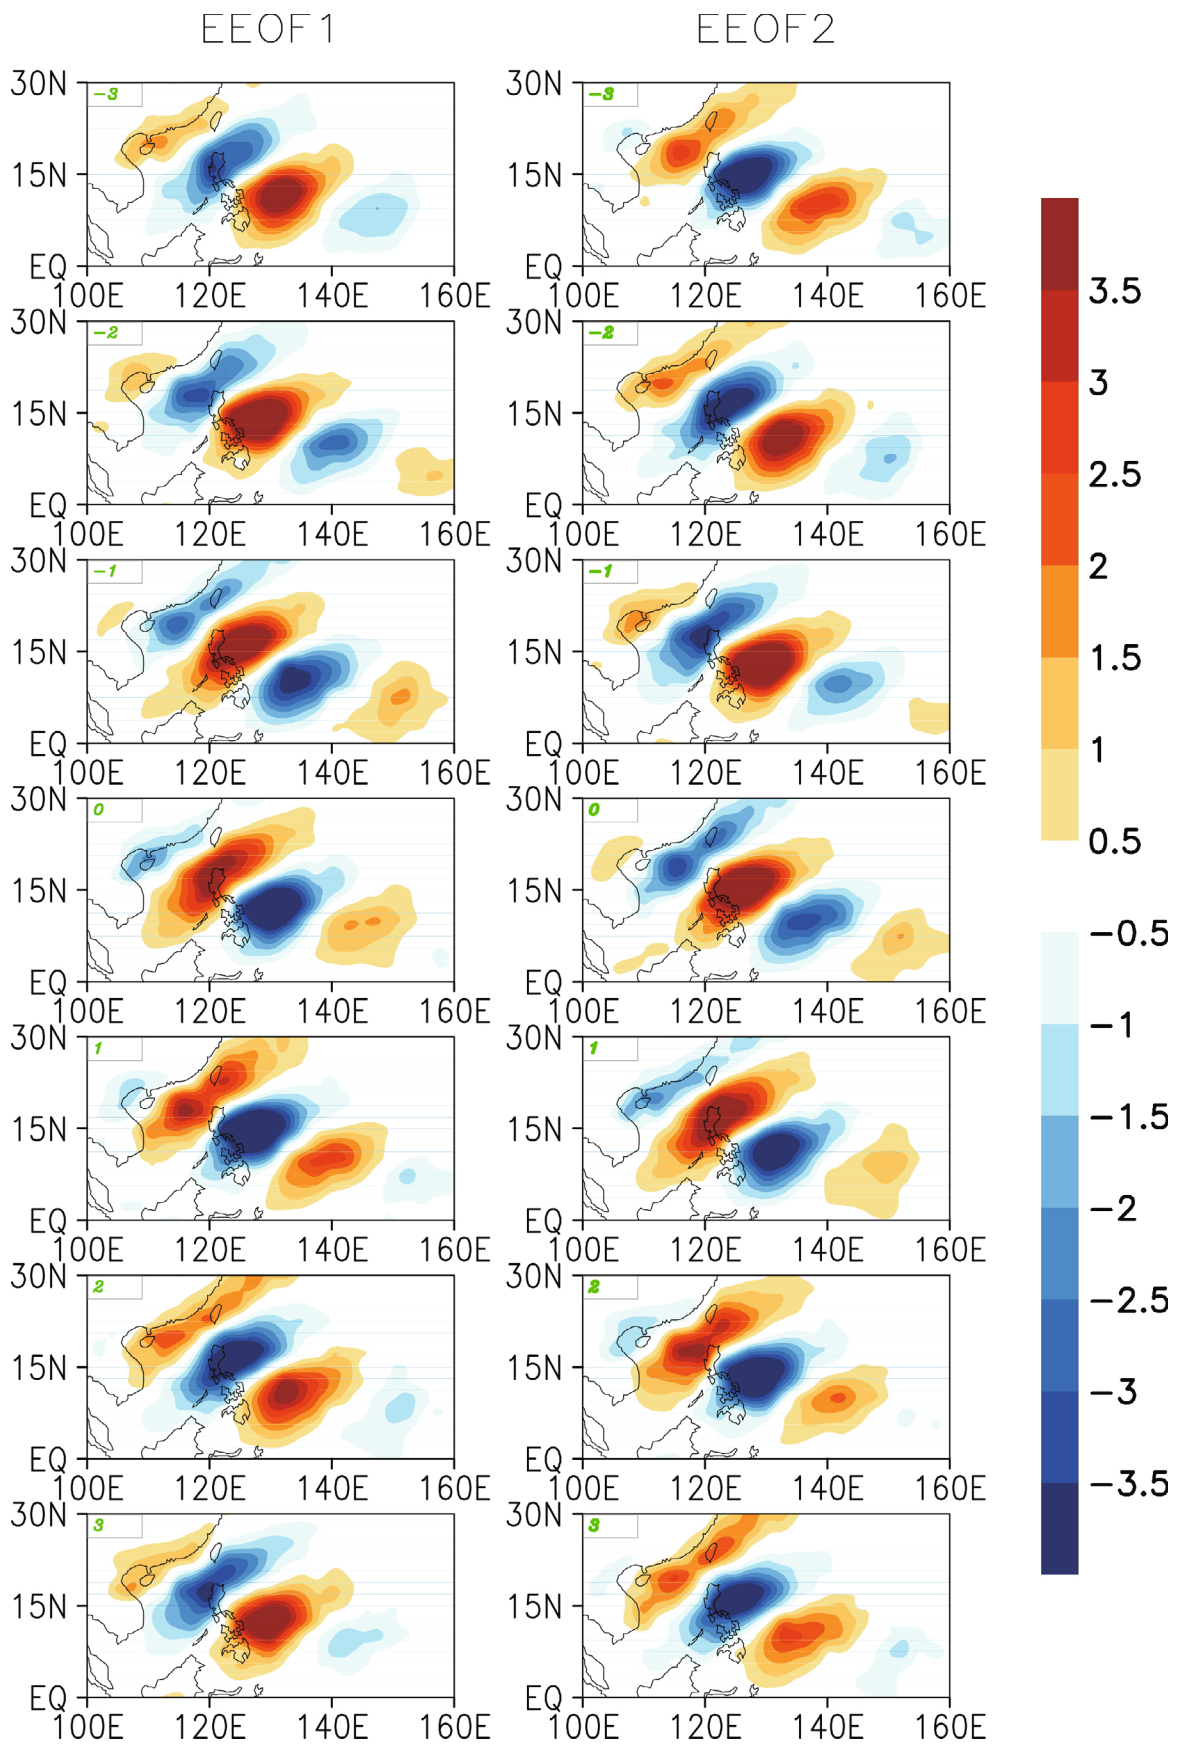 EEOF1 EEOF2
30N -3 30N -3
15N 15N
EQ EQ
100E 120E 140E 160E 100E 120E 140E 160E
30N -2 30N -2
15N 15N
EQ EQ
100E 120E 140E 160E 100E 120E 140E 160E
30N -1 30N -1
15N 15N
EQ EQ
100E 120E 140E 160E 100E 120E 140E 160E
30N 0 30N 0
15N 15N
EQ EQ
100E 120E 140E 160E 100E 120E 140E 160E
30N 1 30N 1
15N 15N
EQ EQ
100E 120E 140E 160E 100E 120E 140E 160E
30N 2 30N 2
15N 15N
EQ EQ
100E 120E 140E 160E 100E 120E 140E 160E
30N 3 30N 3
15N 15N
EQ EQ
100E 120E 140E 160E 100E 120E 140E 160E
3.5
3
2.5
2
1.5
1
0.5
-0.5
-1
-1.5
-2
-2.5
-3
-3.5